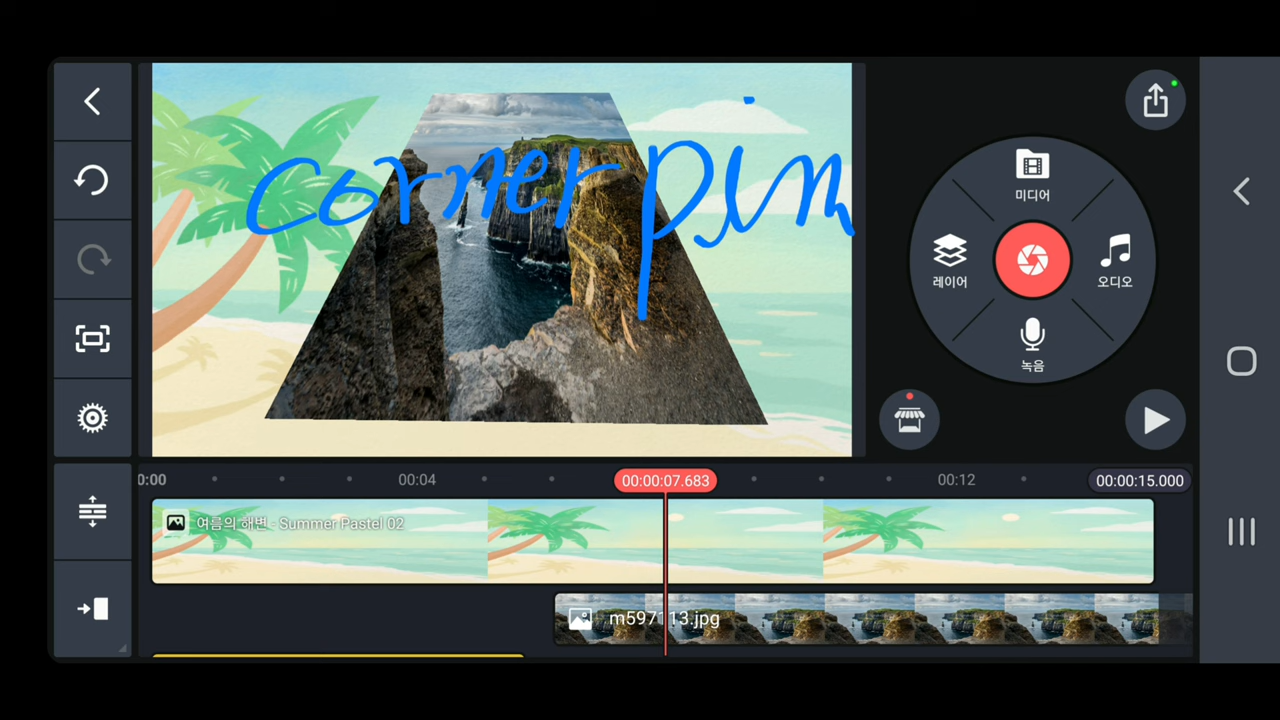 corner pin
미디어
레이어
오디오
녹음
0:00
00:04
00:00:07.683
00:12
00:00:15.000
여름의 해변 - Summer Pastel 02
m597113.jpg